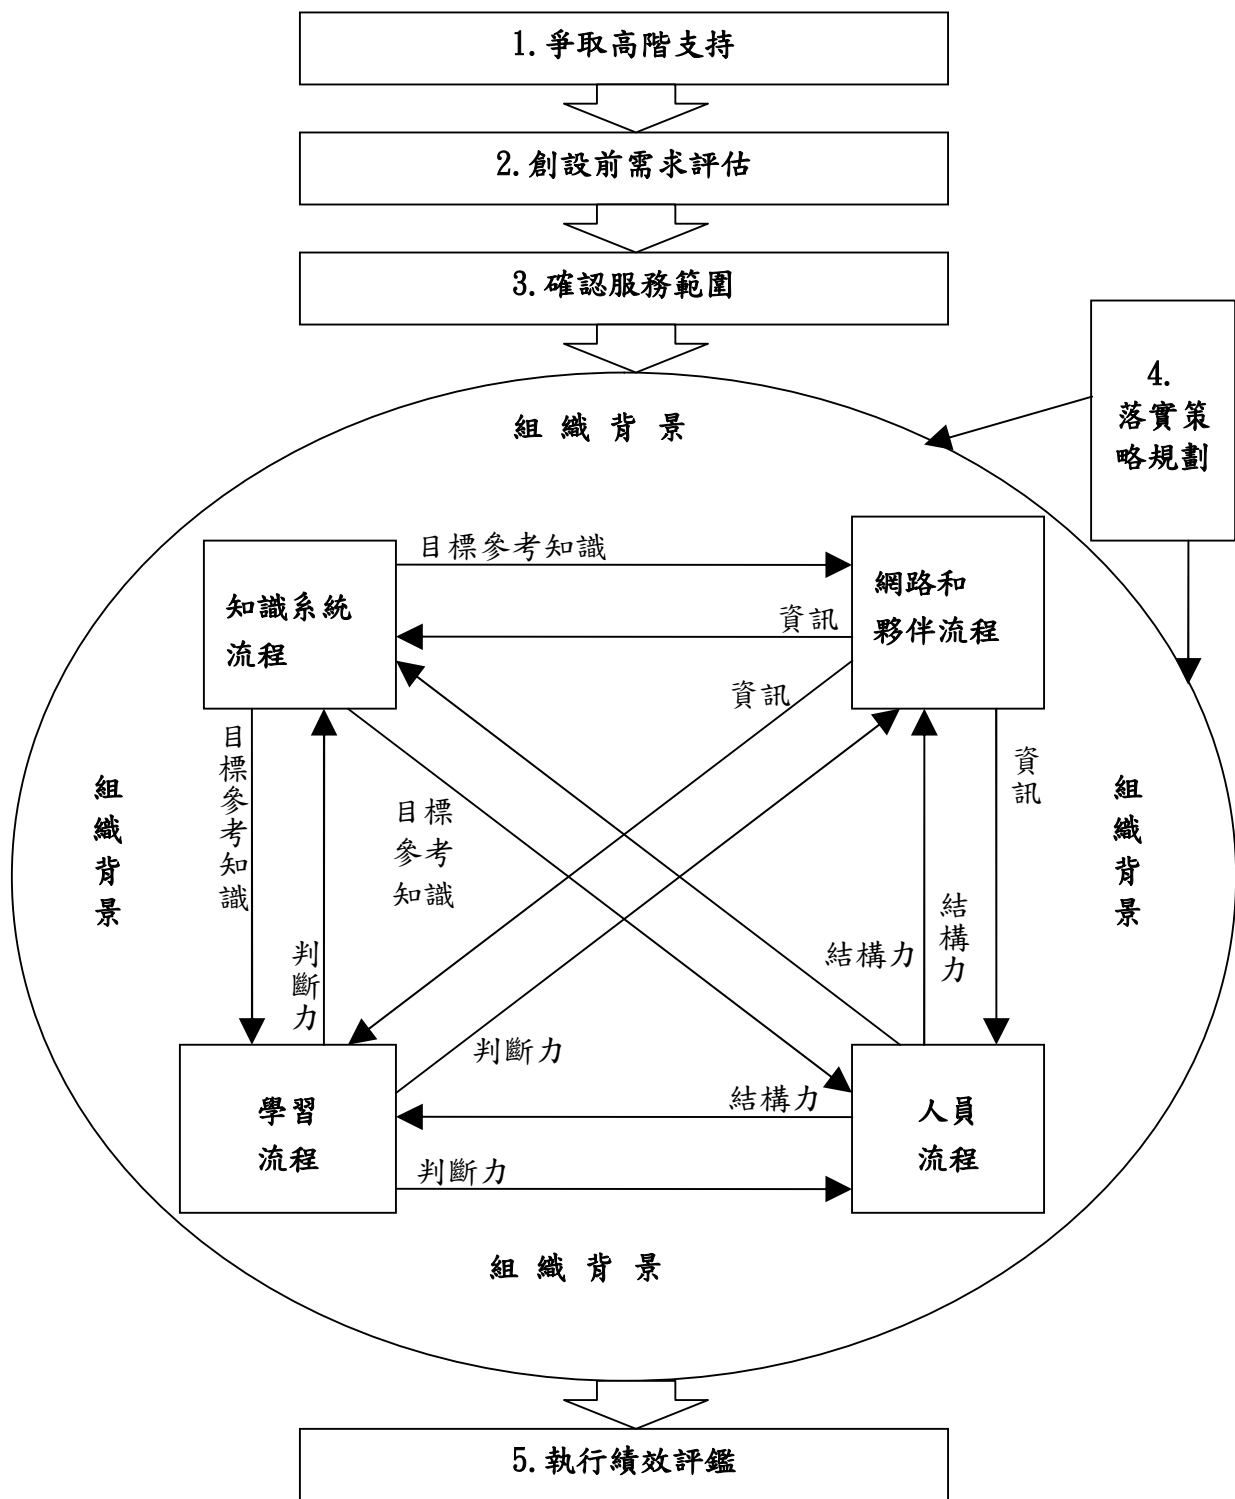 1.爭取高階支持
2.創設前需求評估
3.確認服務範圍
4.
落實策
略規劃
組織背景
目標參考知識
知識系統
流程
網路和
夥伴流程
資訊
資訊
目標參考知識
資訊
組織背景
組織背景
目標
參考
知識
結構力
結構力
判斷力
判斷力
結構力
學習
流程
人員
流程
判斷力
組織背景
5.執行績效評鑑